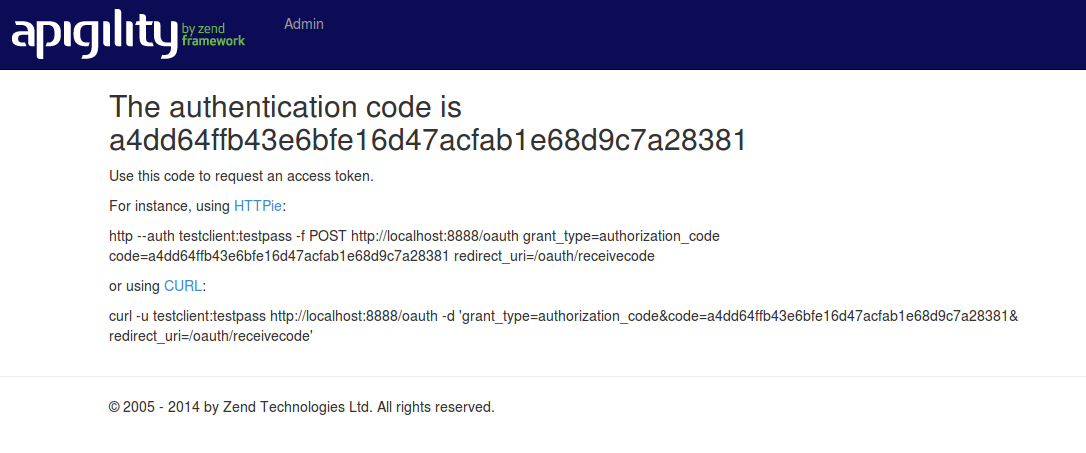 apigility by zend framework
Admin
The authentication code is
a4dd64ffb43e6bfe16d47acfab1e68d9c7a28381
Use this code to request an access token.
For instance, using HTTPie:
http --auth testclient:testpass -f POST http://localhost:8888/oauth grant_type=authorization_code
code=a4dd64ffb43e6bfe16d47acfab1e68d9c7a28381 redirect_uri=/oauth/receivecode
or using CURL:
curl -u testclient:testpass http://localhost:8888/oauth -d 'grant_type=authorization_code&code=a4dd64ffb43e6bfe16d47acfab1e68d9c7a28381&
redirect_uri=/oauth/receivecode'
© 2005 - 2014 by Zend Technologies Ltd. All rights reserved.